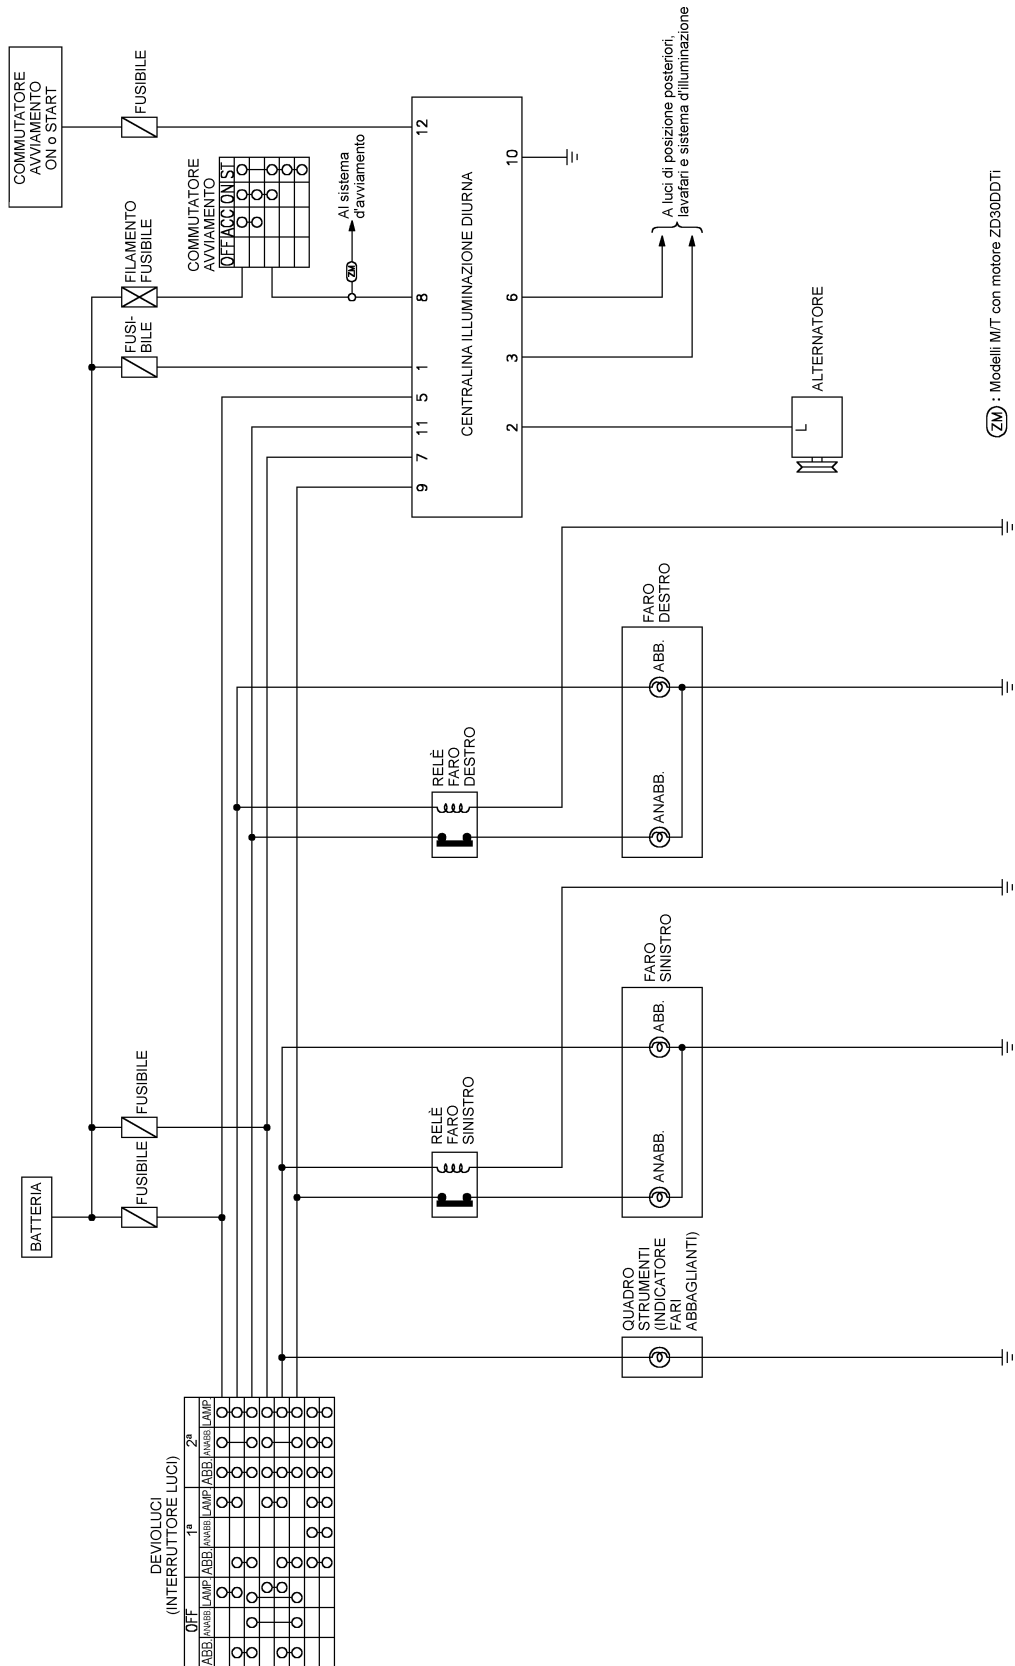 COMMUTATORE
AVVIAMENTO
ON o START
FUSIBILE
FILAMENTO
FUSIBILE
FUSI-
BILE
COMMUTATORE
AVVIAMENTO
OFF ACC ON ST
Al sistema
d'avviamento
ZM
12
8
1
5
11
7
9
CENTRALINA ILLUMINAZIONE DIURNA
10
6
3
2
A luci di posizione posteriori,
lavafari e sistema d'illuminazione
ALTERNATORE
L
ZM : Modelli M/T con motore ZD30DDTi
BATTERIA
FUSIBILE
FUSIBILE
RELÈ
FARO
DESTRO
FARO
DESTRO
ANABB.
ABB.
RELÈ
FARO
SINISTRO
FARO
SINISTRO
ANABB.
ABB.
QUADRO
STRUMENTI
(INDICATORE
FARI
ABBAGLIANTI)
DEVIOLUCI
(INTERRUTTORE LUCI)
OFF 1ª 2ª
ABB. ANABB. LAMP. ABB. ANABB. LAMP. ABB. ANABB. LAMP.